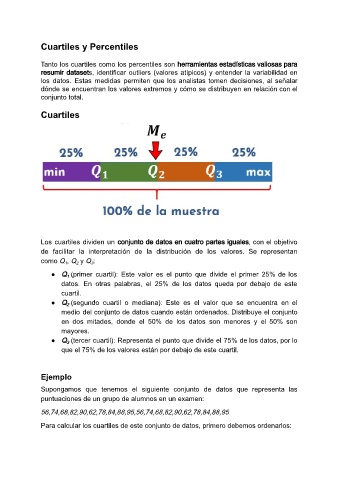 Cuartiles y Percentiles
Tanto los cuartiles como los percentiles son herramientas estadísticas valiosas para
resumir datasets, identificar outliers (valores atípicos) y entender la variabilidad en
los datos. Estas medidas permiten que los analistas tomen decisiones, al señalar
dónde se encuentran los valores extremos y cómo se distribuyen en relación con el
conjunto total.
Cuartiles
Me
25% 25% 25% 25%
min Q1 Q2 Q3 max
100% de la muestra
Los cuartiles dividen un conjunto de datos en cuatro partes iguales, con el objetivo
de facilitar la interpretación de la distribución de los valores. Se representan
como Q1, Q2 y Q3:
● Q1 (primer cuartil): Este valor es el punto que divide el primer 25% de los
datos. En otras palabras, el 25% de los datos queda por debajo de este
cuartil.
● Q2 (segundo cuartil o mediana): Este es el valor que se encuentra en el
medio del conjunto de datos cuando están ordenados. Distribuye el conjunto
en dos mitades, donde el 50% de los datos son menores y el 50% son
mayores.
● Q3 (tercer cuartil): Representa el punto que divide el 75% de los datos, por lo
que el 75% de los valores están por debajo de este cuartil.
Ejemplo
Supongamos que tenemos el siguiente conjunto de datos que representa las
puntuaciones de un grupo de alumnos en un examen:
56,74,68,82,90,62,78,84,88,95,56,74,68,82,90,62,78,84,88,95
Para calcular los cuartiles de este conjunto de datos, primero debemos ordenarlos: